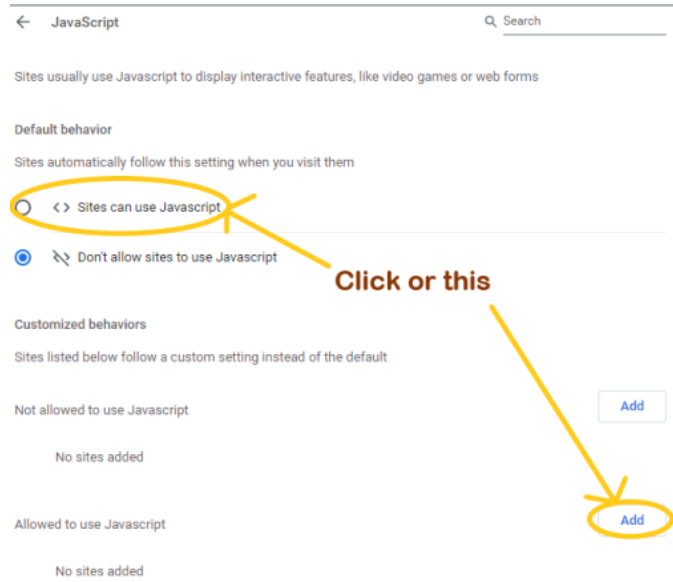 JavaScript
Search
Sites usually use Javascript to display interactive features, like video games or web forms
Default behavior
Sites automatically follow this setting when you visit them
Sites can use Javascript
Don't allow sites to use Javascript
Click or this
Customized behaviors
Sites listed below follow a custom setting instead of the default
Not allowed to use Javascript
Add
No sites added
Allowed to use Javascript
Add
No sites added